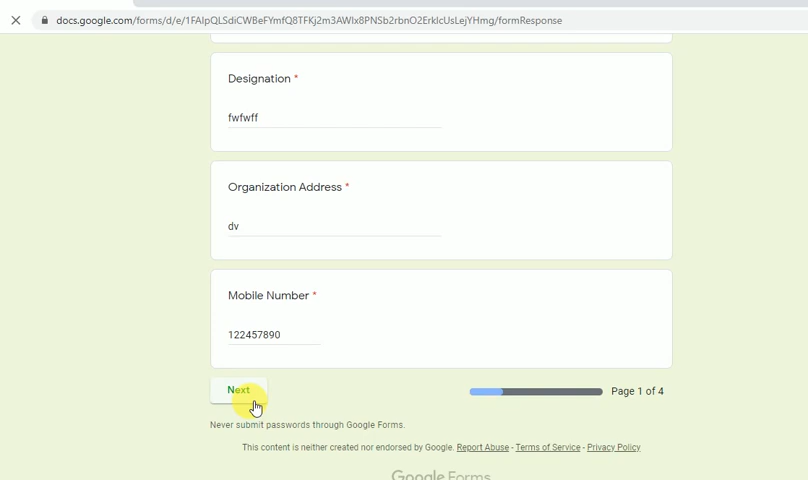 docs.google.com/forms/d/e/1FAIpQLSdiCWBeFYmfQ8TFKj2m3AWIx8PNSb2rbnO2ErkIcUsLejYHmg/formResponse
Designation *
fwfwff
Organization Address *
dv
Mobile Number *
122457890
Next
Page 1 of 4
Never submit passwords through Google Forms.
This content is neither created nor endorsed by Google. Report Abuse - Terms of Service - Privacy Policy
Google Forms